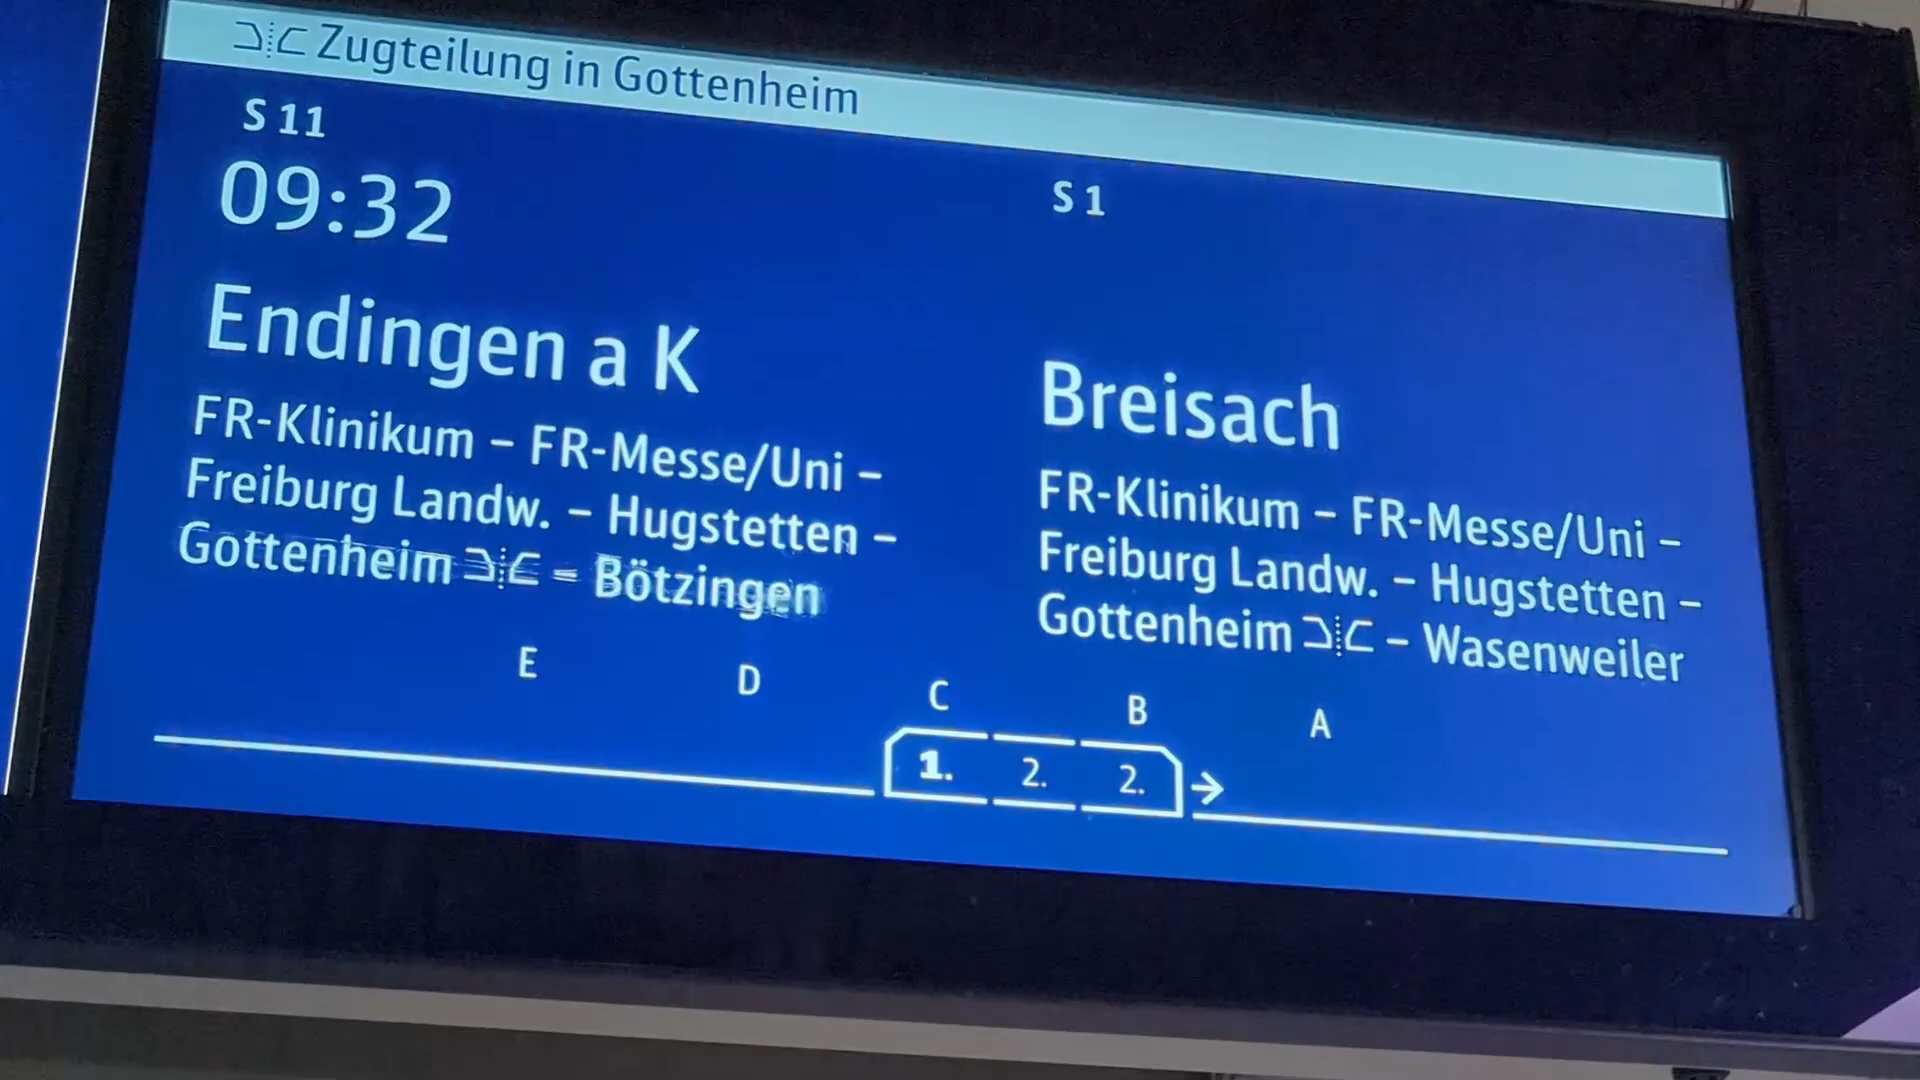 Zugteilung in Gottenheim
S 11
09:32
Endingen a K
FR-Klinikum – FR-Messe/Uni –
Freiburg Landw. – Hugstetten –
Gottenheim – Bötzingen
S 1
Breisach
FR-Klinikum – FR-Messe/Uni –
Freiburg Landw. – Hugstetten –
Gottenheim – Wasenweiler
E D C B A
1. 2. 2. →